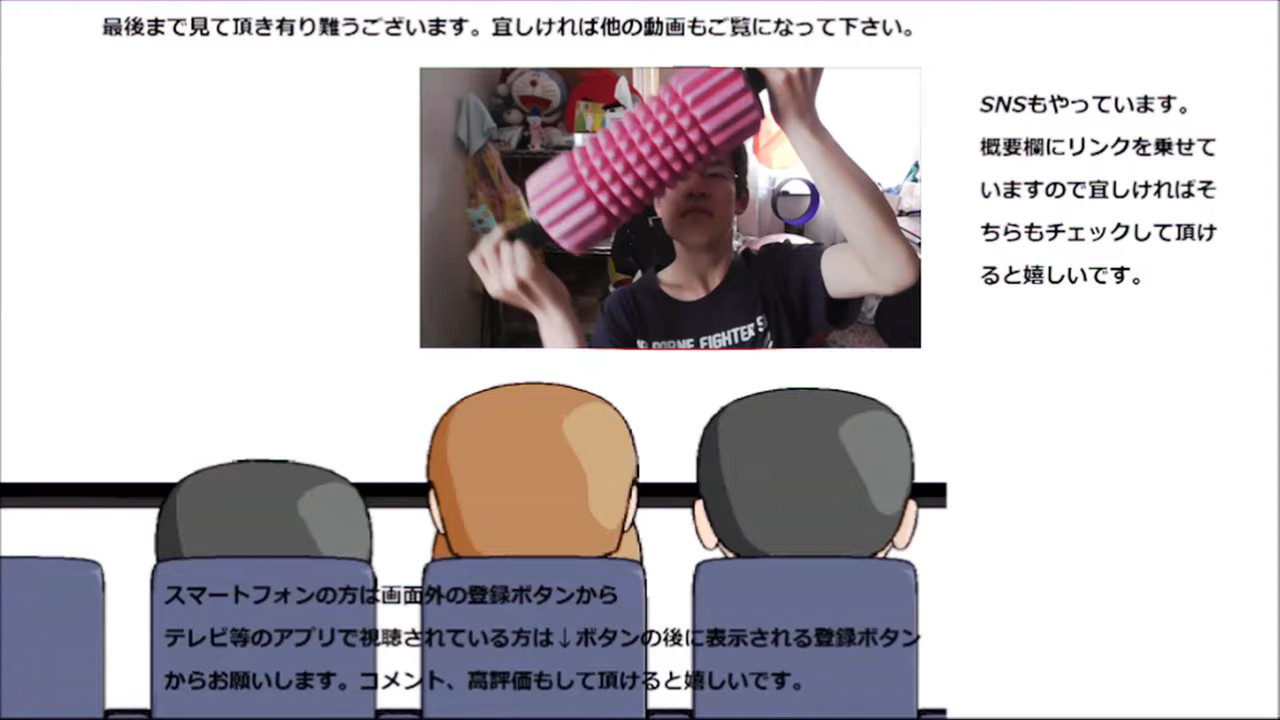 最後まで見て頂き有り難うございます。宜しければ他の動画もご覧になって下さい。
SNSもやっています。
概要欄にリンクを乗せて
いますので宜しければそ
ちらもチェックして頂け
ると嬉しいです。
FIGHTER
スマートフォンの方は画面外の登録ボタンから
テレビ等のアプリで視聴されている方は↓ボタンの後に表示される登録ボタン
からお願いします。コメント、高評価もして頂けると嬉しいです。